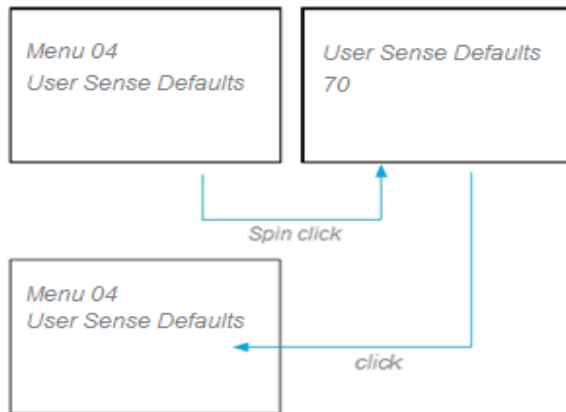 Menu 04
User Sense Defaults
User Sense Defaults
70
Spin click
Menu 04
User Sense Defaults
click